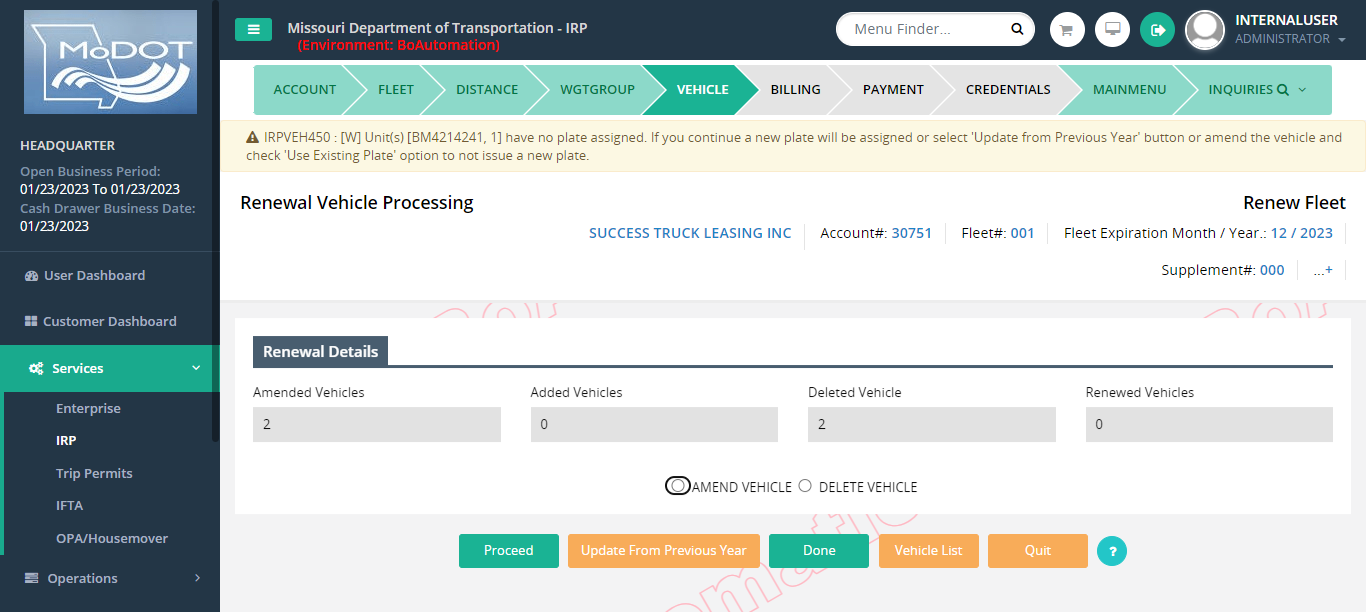 MoDOT
Missouri Department of Transportation - IRP
(Environment: BoAutomation)
Menu Finder...
INTERNALUSER
ADMINISTRATOR
ACCOUNT
FLEET
DISTANCE
WGTGROUP
VEHICLE
BILLING
PAYMENT
CREDENTIALS
MAINMENU
INQUIRIES
HEADQUARTER
Open Business Period:
01/23/2023 To 01/23/2023
Cash Drawer Business Date:
01/23/2023
User Dashboard
Customer Dashboard
Services
Enterprise
IRP
Trip Permits
IFTA
OPA/Housemover
Operations
IRPVEH450 : [W] Unit(s) [BM4214241, 1] have no plate assigned. If you continue a new plate will be assigned or select 'Update from Previous Year' button or amend the vehicle and
check 'Use Existing Plate' option to not issue a new plate.
Renewal Vehicle Processing
Renew Fleet
SUCCESS TRUCK LEASING INC
Account#: 30751
Fleet#: 001
Fleet Expiration Month / Year.: 12 / 2023
Supplement#: 000
...+
Renewal Details
Amended Vehicles
Added Vehicles
Deleted Vehicle
Renewed Vehicles
2
0
2
0
AMEND VEHICLE
DELETE VEHICLE
Proceed
Update From Previous Year
Done
Vehicle List
Quit
?